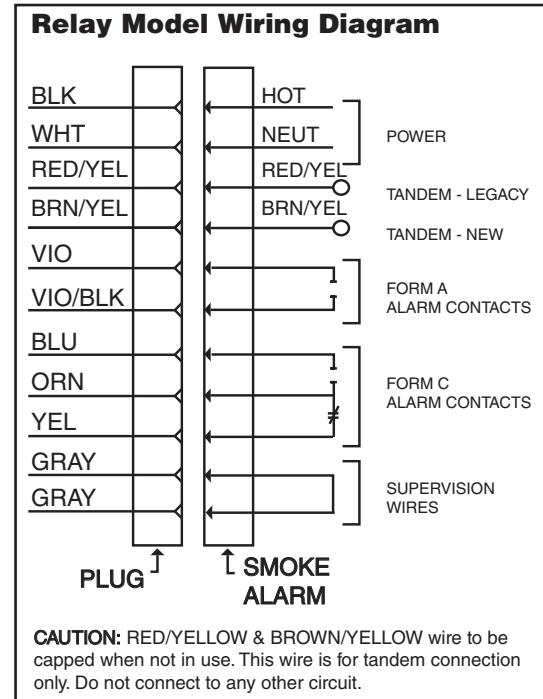 Relay Model Wiring Diagram
BLK
HOT
WHT
NEUT
POWER
RED/YEL
RED/YEL
TANDEM - LEGACY
BRN/YEL
BRN/YEL
TANDEM - NEW
VIO
VIO/BLK
FORM A
ALARM CONTACTS
BLU
ORN
YEL
FORM C
ALARM CONTACTS
GRAY
GRAY
SUPERVISION
WIRES
PLUG
SMOKE
ALARM
CAUTION: RED/YELLOW & BROWN/YELLOW wire to be
capped when not in use. This wire is for tandem connection
only. Do not connect to any other circuit.